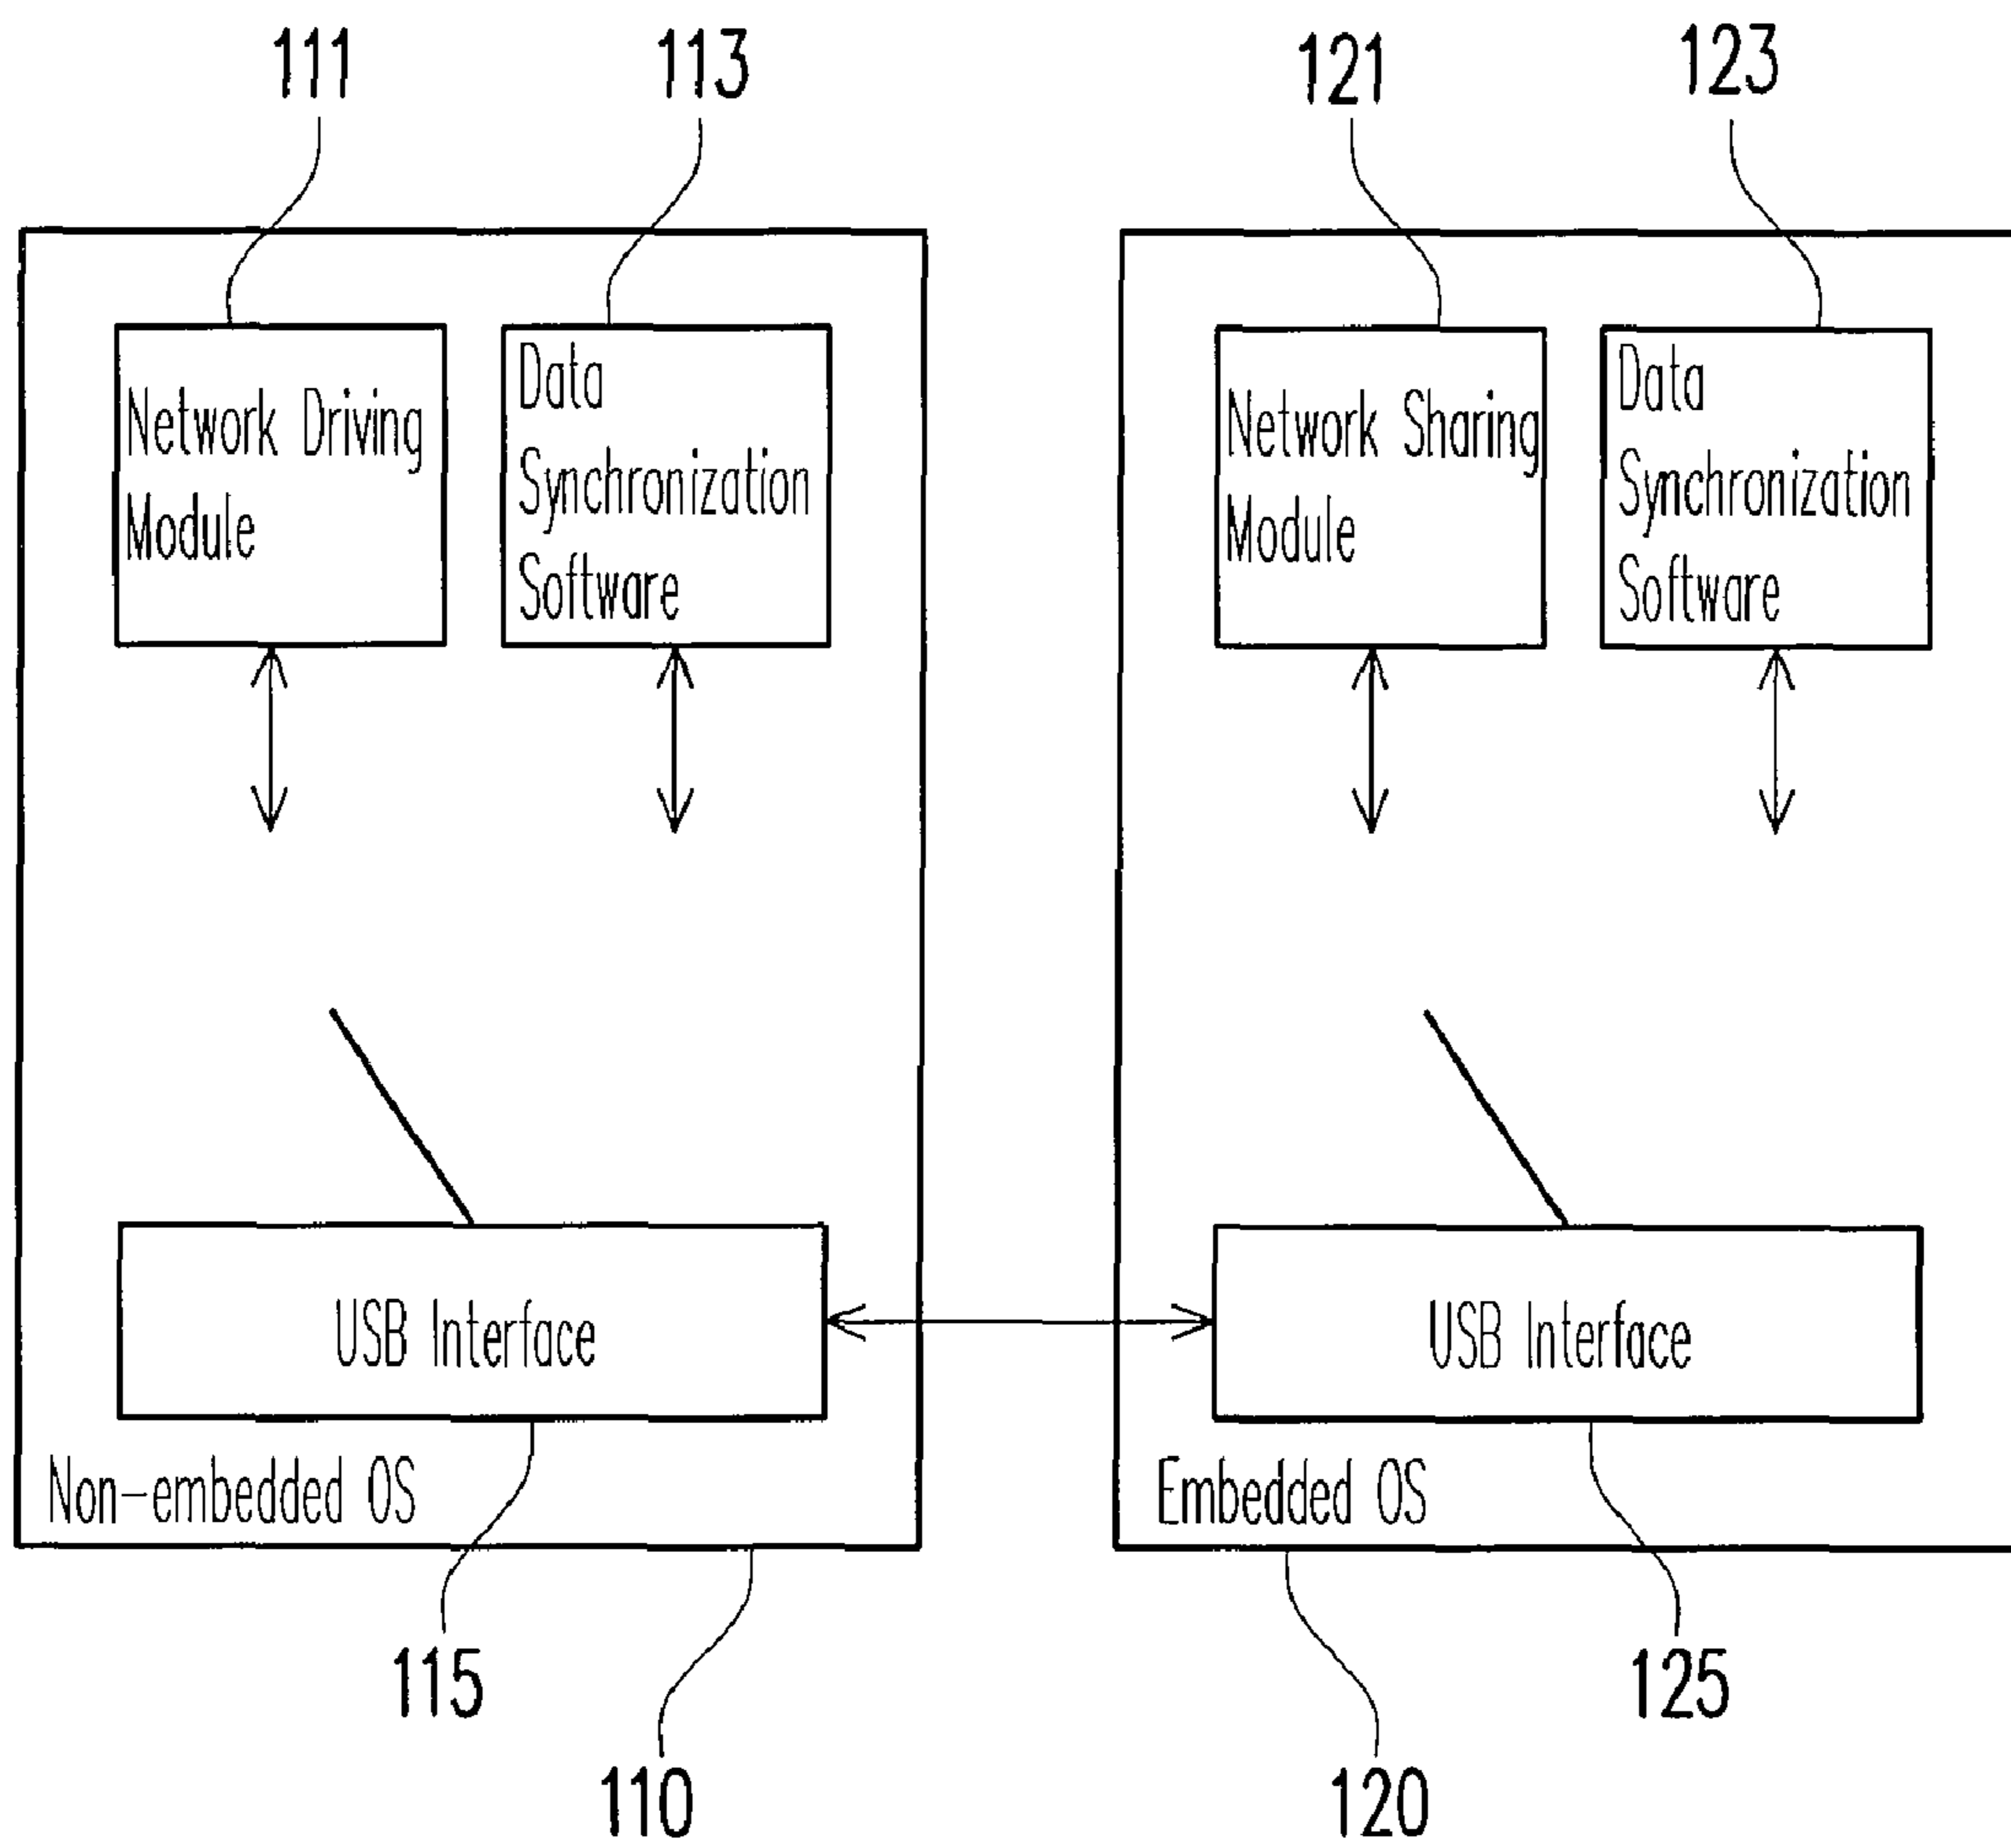 111
113
121
123
Network Driving
Module
Data
Synchronization
Software
Network Sharing
Module
Data
Synchronization
Software
USB Interface
USB Interface
Non-embedded OS
Embedded OS
115
125
110
120